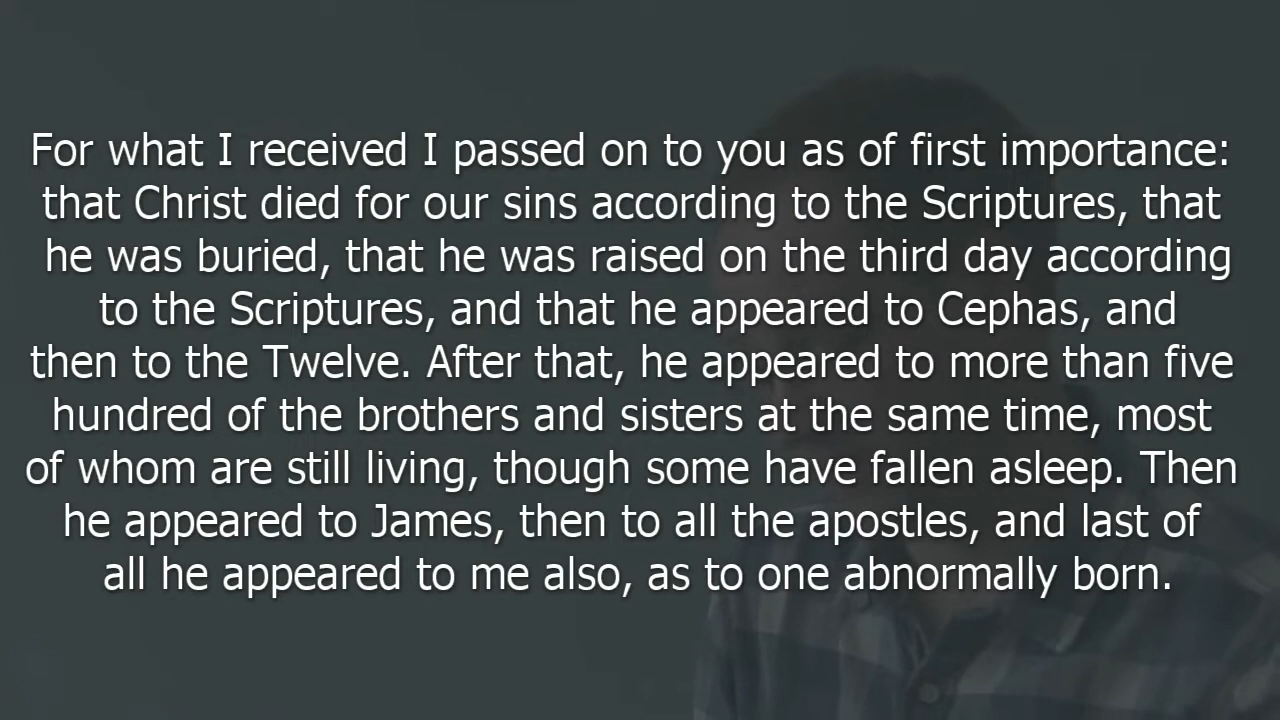 For what I received I passed on to you as of first importance:
that Christ died for our sins according to the Scriptures, that
he was buried, that he was raised on the third day according
to the Scriptures, and that he appeared to Cephas, and
then to the Twelve. After that, he appeared to more than five
hundred of the brothers and sisters at the same time, most
of whom are still living, though some have fallen asleep. Then
he appeared to James, then to all the apostles, and last of
all he appeared to me also, as to one abnormally born.